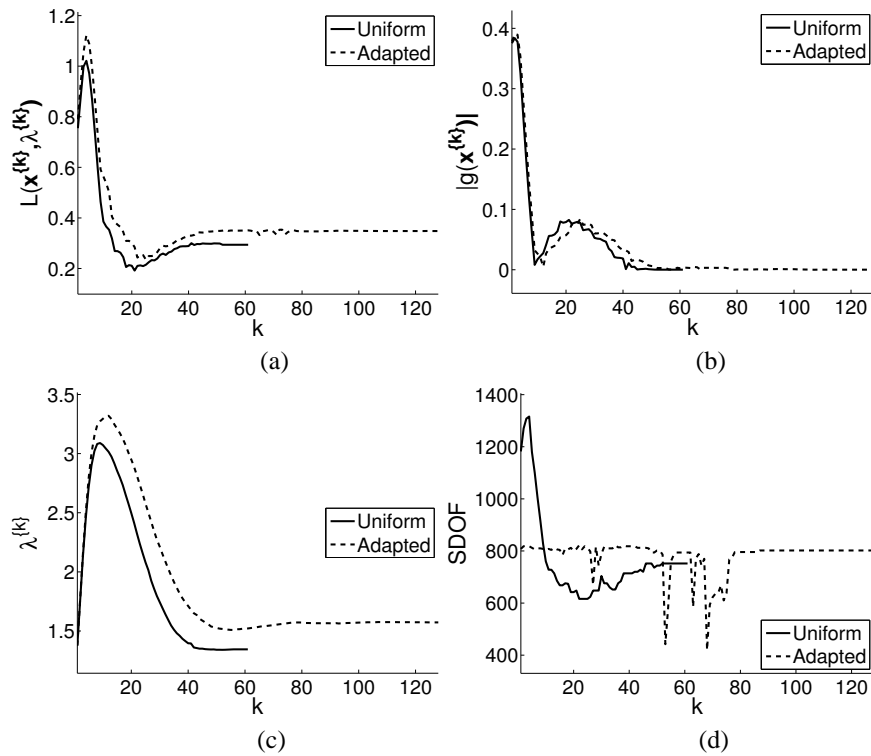 1.2
1
0.8
0.6
0.4
0.2
L(x{k},λ{k})
20 40 60 80 100 120
k
Uniform
Adapted
(a)
0.4
0.3
0.2
0.1
0
|g(x{k})|
20 40 60 80 100 120
k
Uniform
Adapted
(b)
3.5
3
2.5
2
1.5
λ{k}
20 40 60 80 100 120
k
Uniform
Adapted
(c)
1400
1200
1000
800
600
400
SDOF
20 40 60 80 100 120
k
Uniform
Adapted
(d)